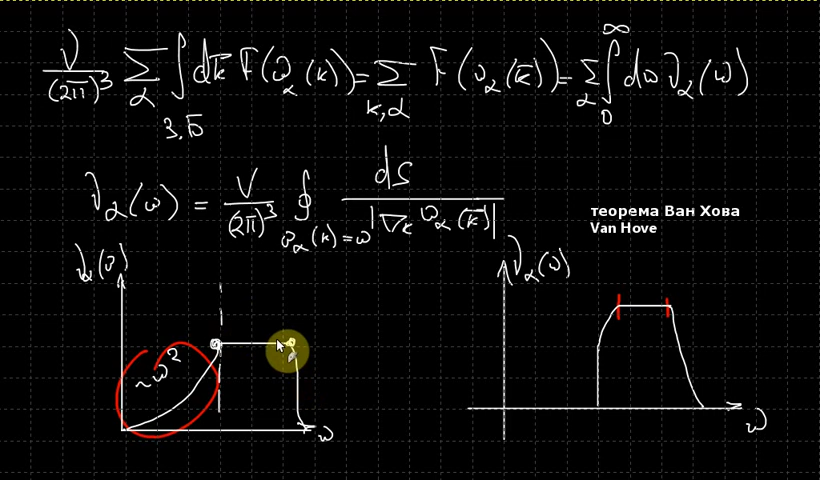 V/(2π)³ Σ_α ∫_{З.Б} dk̅ F(ω_α(k)) = Σ_{k,α} F(ω_α(k̅)) = Σ_α ∫_0^∞ dω ν_α(ω)
ν_α(ω) = V/(2π)³ ∮_{ω_α(k)=ω} dS/|∇_k ω_α(k̅)|
теорема Ван Хова
Van Hove
ν_α(ω)
ν_α(ω)
~ω²
ω
ω